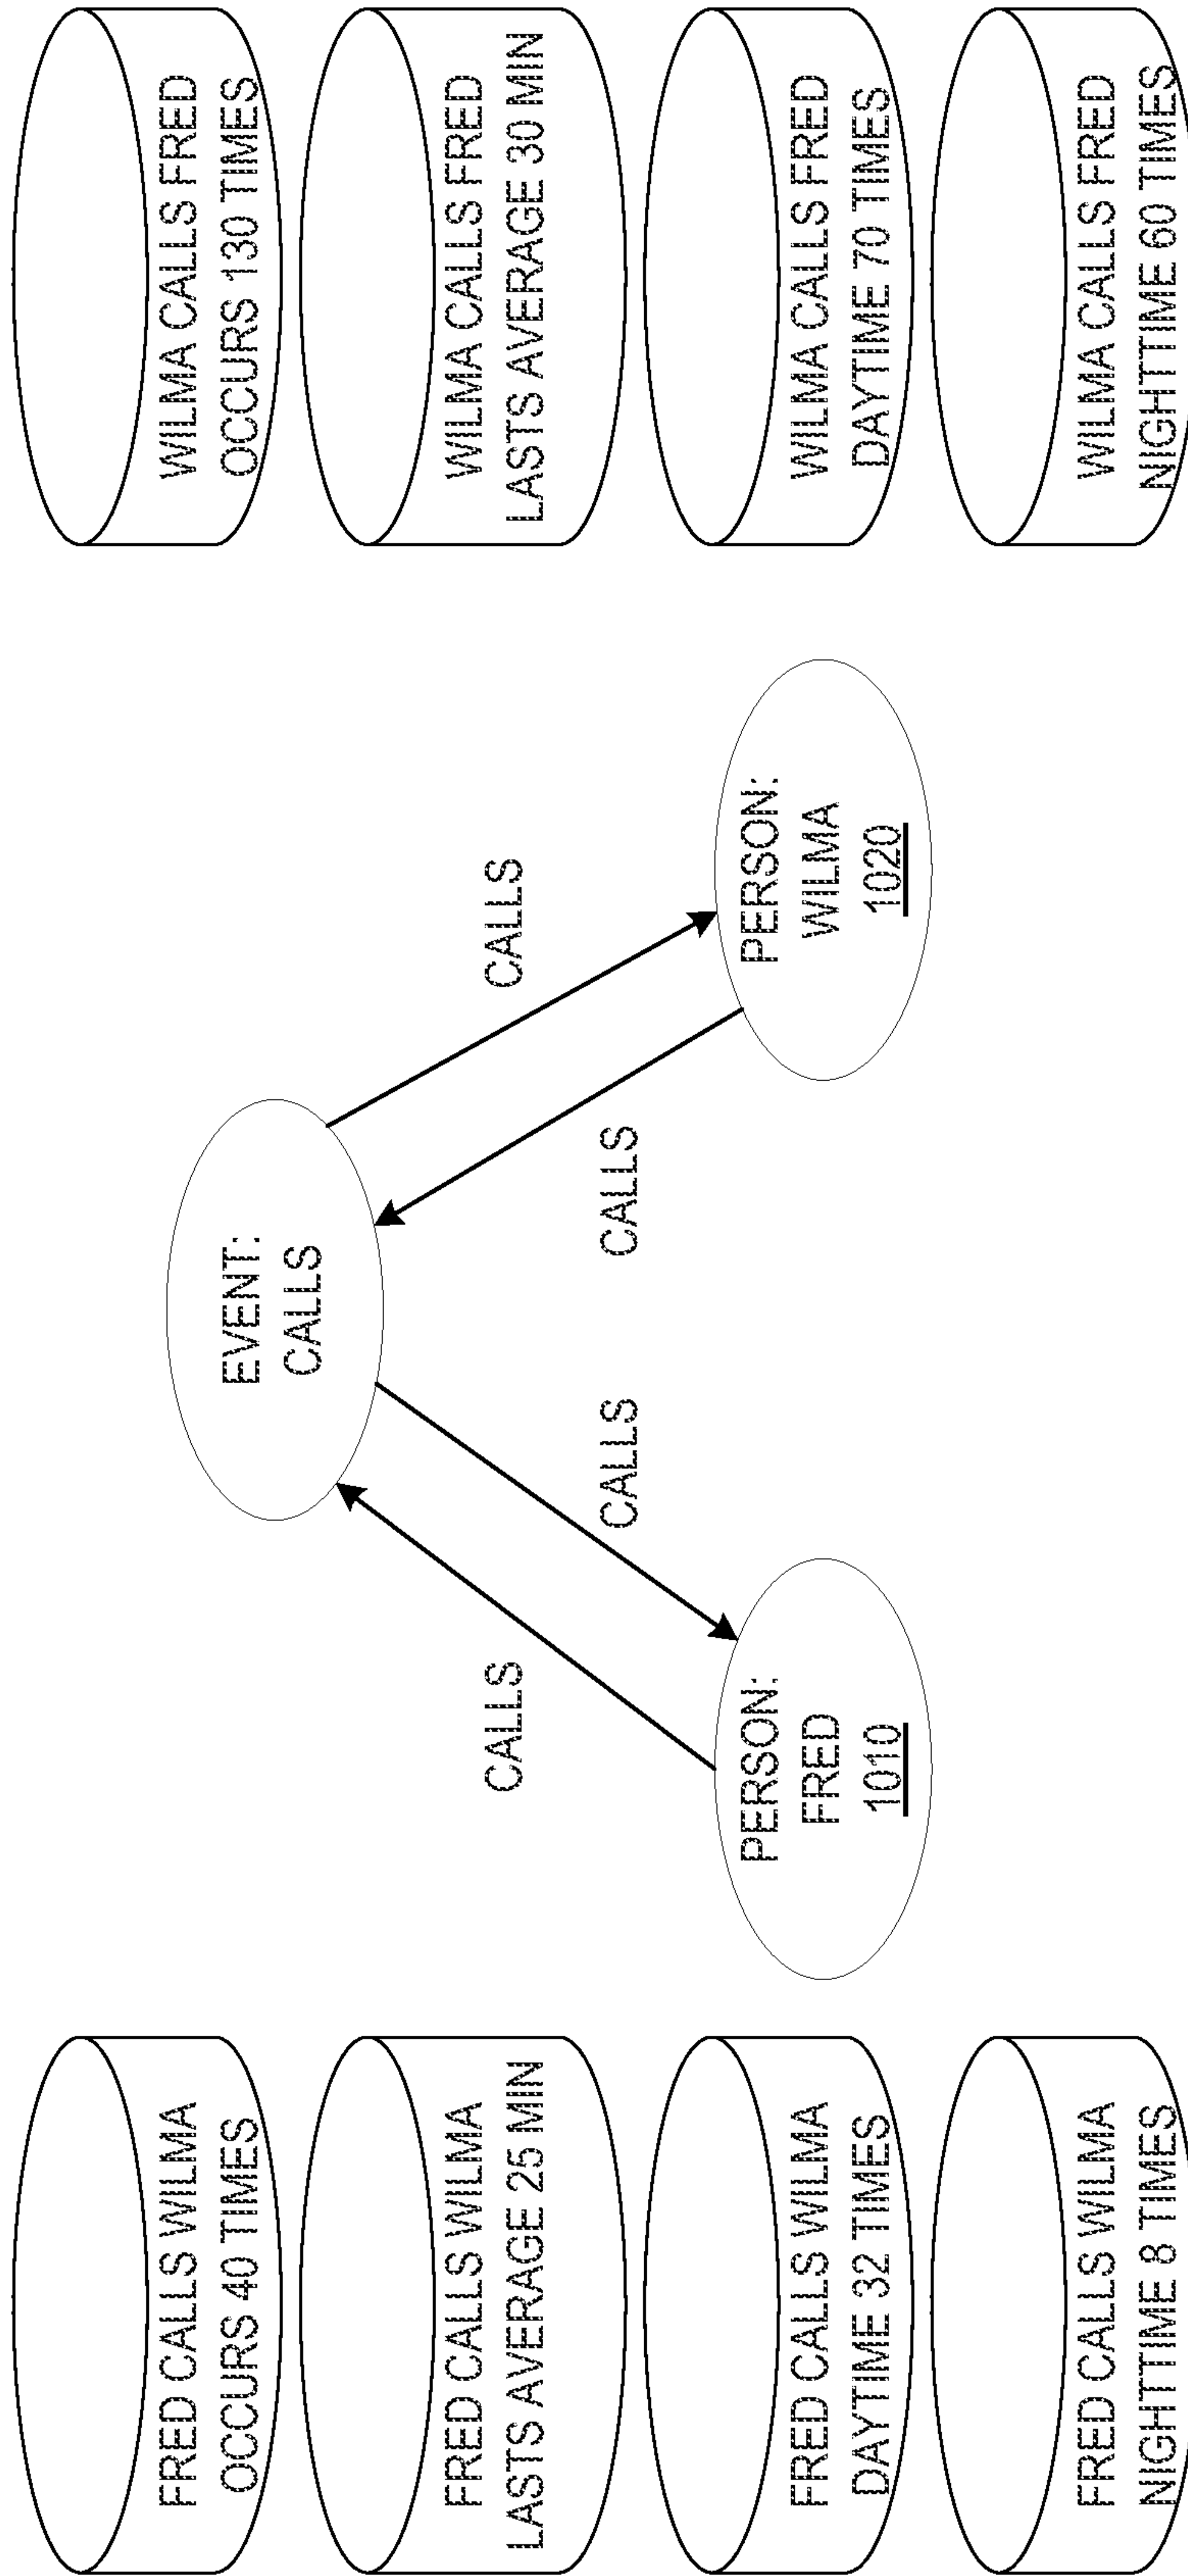 FRED CALLS WILMA
OCCURS 40 TIMES
FRED CALLS WILMA
LASTS AVERAGE 25 MIN
FRED CALLS WILMA
DAYTIME 32 TIMES
FRED CALLS WILMA
NIGHTTIME 8 TIMES
EVENT:
CALLS
CALLS
CALLS
CALLS
CALLS
PERSON:
FRED
1010
PERSON:
WILMA
1020
WILMA CALLS FRED
OCCURS 130 TIMES
WILMA CALLS FRED
LASTS AVERAGE 30 MIN
WILMA CALLS FRED
DAYTIME 70 TIMES
WILMA CALLS FRED
NIGHTTIME 60 TIMES